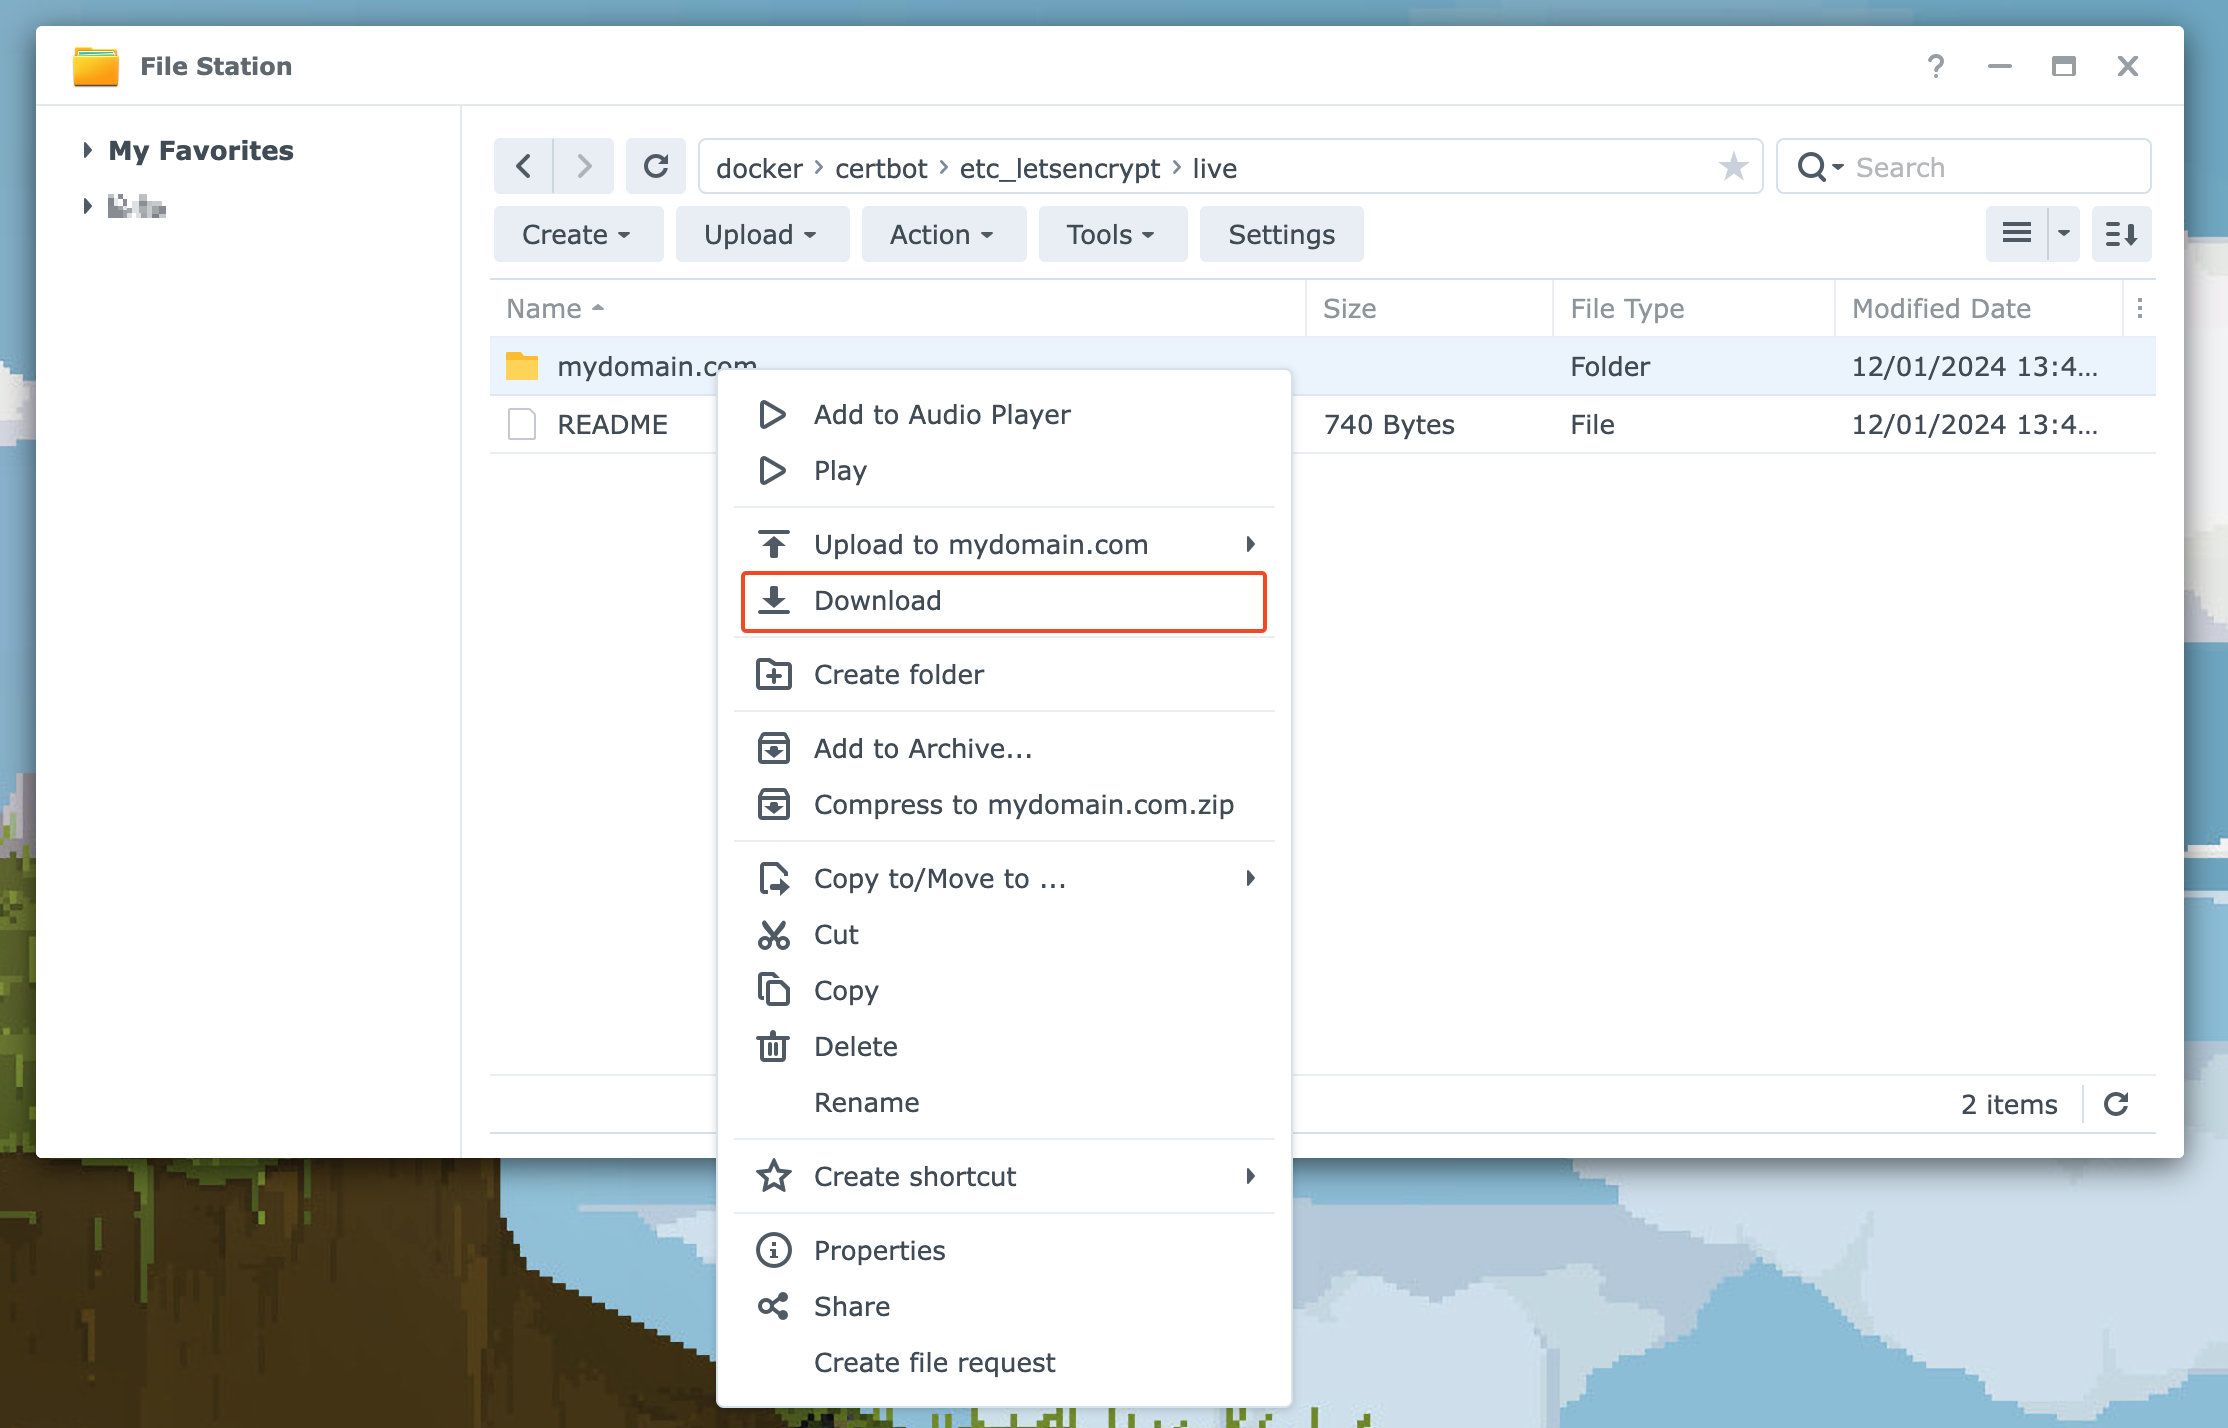 File Station
My Favorites
docker › certbot › etc_letsencrypt › live
Search
Create Upload Action Tools Settings
Name Size File Type Modified Date
mydomain.com Folder 12/01/2024 13:4...
README 740 Bytes File 12/01/2024 13:4...
Add to Audio Player
Play
Upload to mydomain.com
Download
Create folder
Add to Archive...
Compress to mydomain.com.zip
Copy to/Move to ...
Cut
Copy
Delete
Rename
2 items
Create shortcut
Properties
Share
Create file request